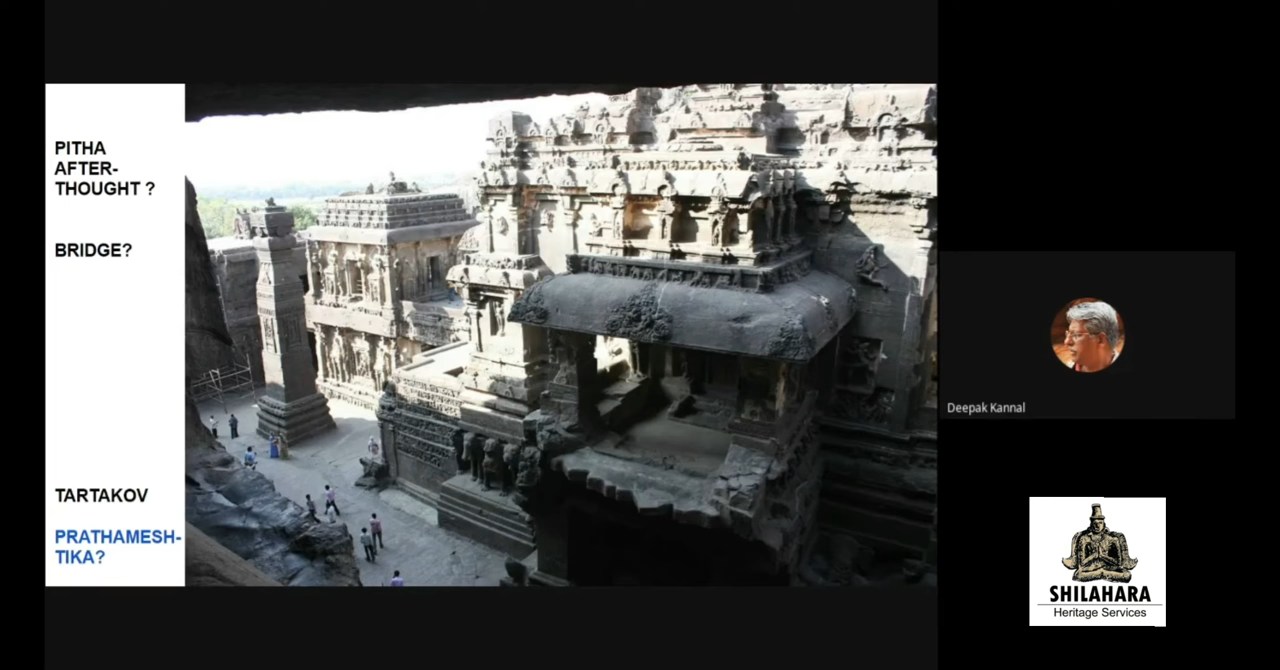 PITHA
AFTER-
THOUGHT ?
BRIDGE?
TARTAKOV
PRATHAMESH-
TIKA?
Deepak Kannal
SHILAHARA
Heritage Services